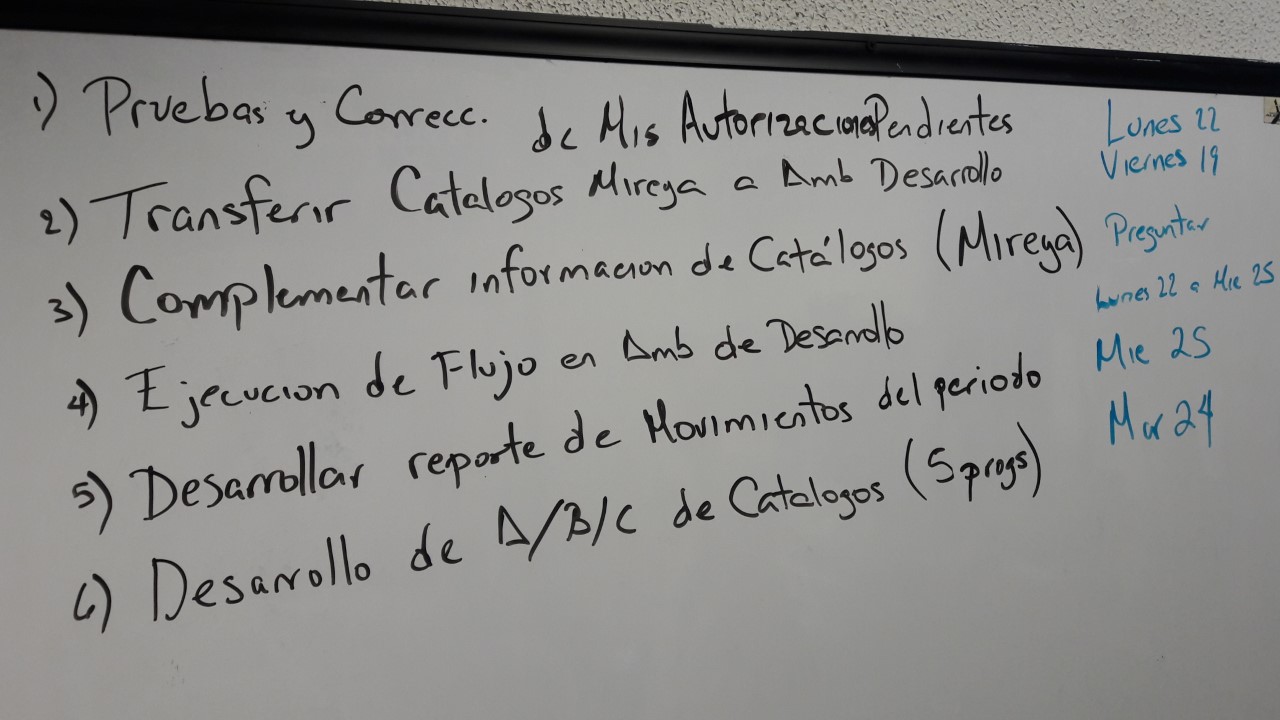 1) Pruebas y Correcc. de Mis Autorizaciones Pendientes Lunes 22
2) Transferir Catalogos Mireya a Amb Desarrollo Viernes 19
3) Complementar informacion de Catálogos (Mireya) Preguntar
4) Ejecucion de Flujo en Amb de Desarrollo Lunes 22 a Mie 25
5) Desarrollar reporte de Movimientos del periodo Mie 25
6) Desarrollo de A/B/C de Catalogos (5 progs) Mar 24